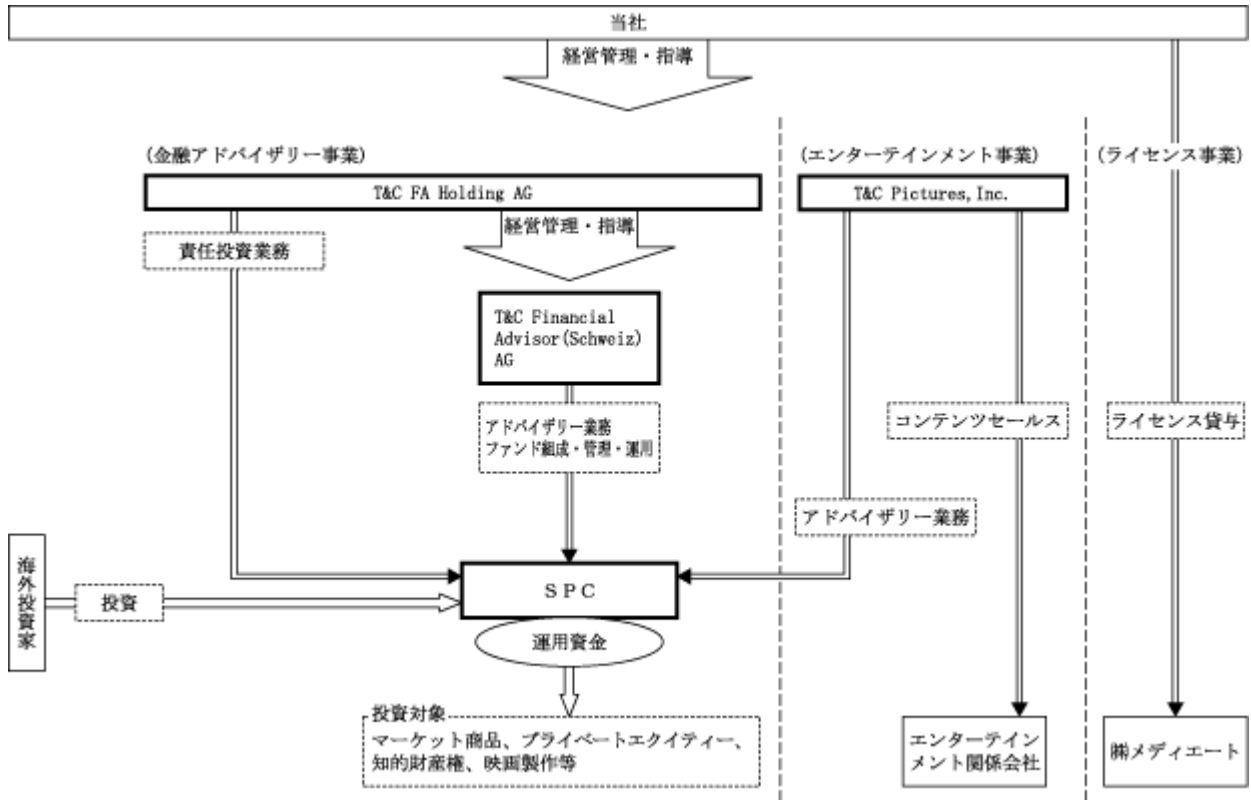 当社
経営管理・指導
(金融アドバイザリー事業)
(エンターテインメント事業)
(ライセンス事業)
T&C FA Holding AG
T&C Pictures, Inc.
経営管理・指導
責任投資業務
T&C Financial
Advisor(Schweiz)
AG
アドバイザリー業務
ファンド組成・管理・運用
コンテンツセールス
ライセンス貸与
アドバイザリー業務
海外投資家
投資
SPC
運用資金
投資対象
マーケット商品、プライベートエクイティー、
知的財産権、映画製作等
エンターテイン
メント関係会社
㈱メディエート